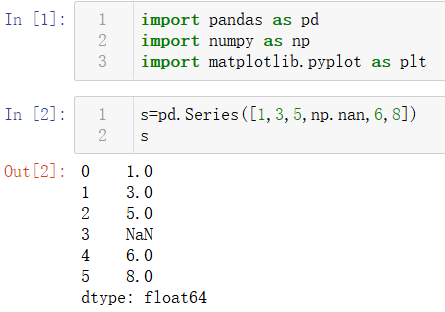 In [1]:
1 import pandas as pd
2 import numpy as np
3 import matplotlib.pyplot as plt
In [2]:
1 s=pd.Series([1,3,5,np.nan,6,8])
2 s
Out[2]: 0 1.0
1 3.0
2 5.0
3 NaN
4 6.0
5 8.0
dtype: float64